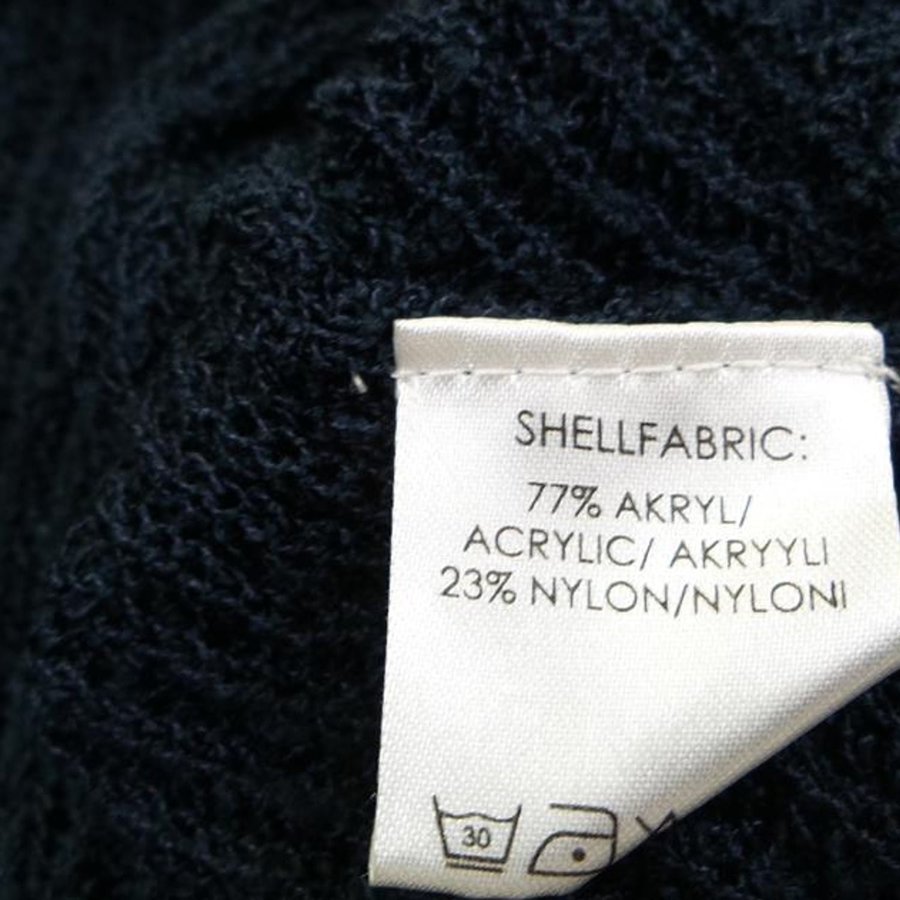 SHELLFABRIC:
77% AKRYL/
ACRYLIC/ AKRYYLI
23% NYLON/NYLONI
30